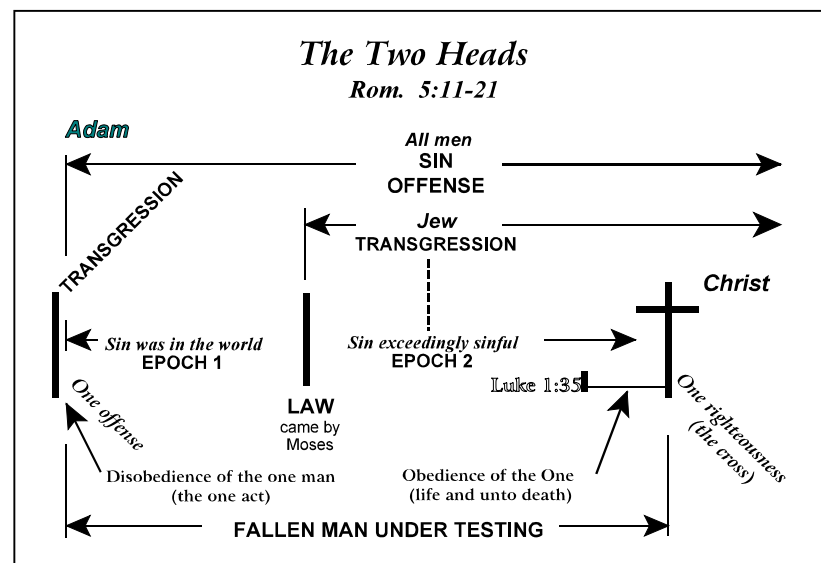 The Two Heads
Rom. 5:11-21
Adam
All men
SIN
OFFENSE
TRANSGRESSION
Jew
TRANSGRESSION
Christ
Sin was in the world
EPOCH 1
Sin exceedingly sinful
EPOCH 2
Luke 1:35
One offense
LAW
came by
Moses
One righteousness
(the cross)
Disobedience of the one man
(the one act)
Obedience of the One
(life and unto death)
FALLEN MAN UNDER TESTING